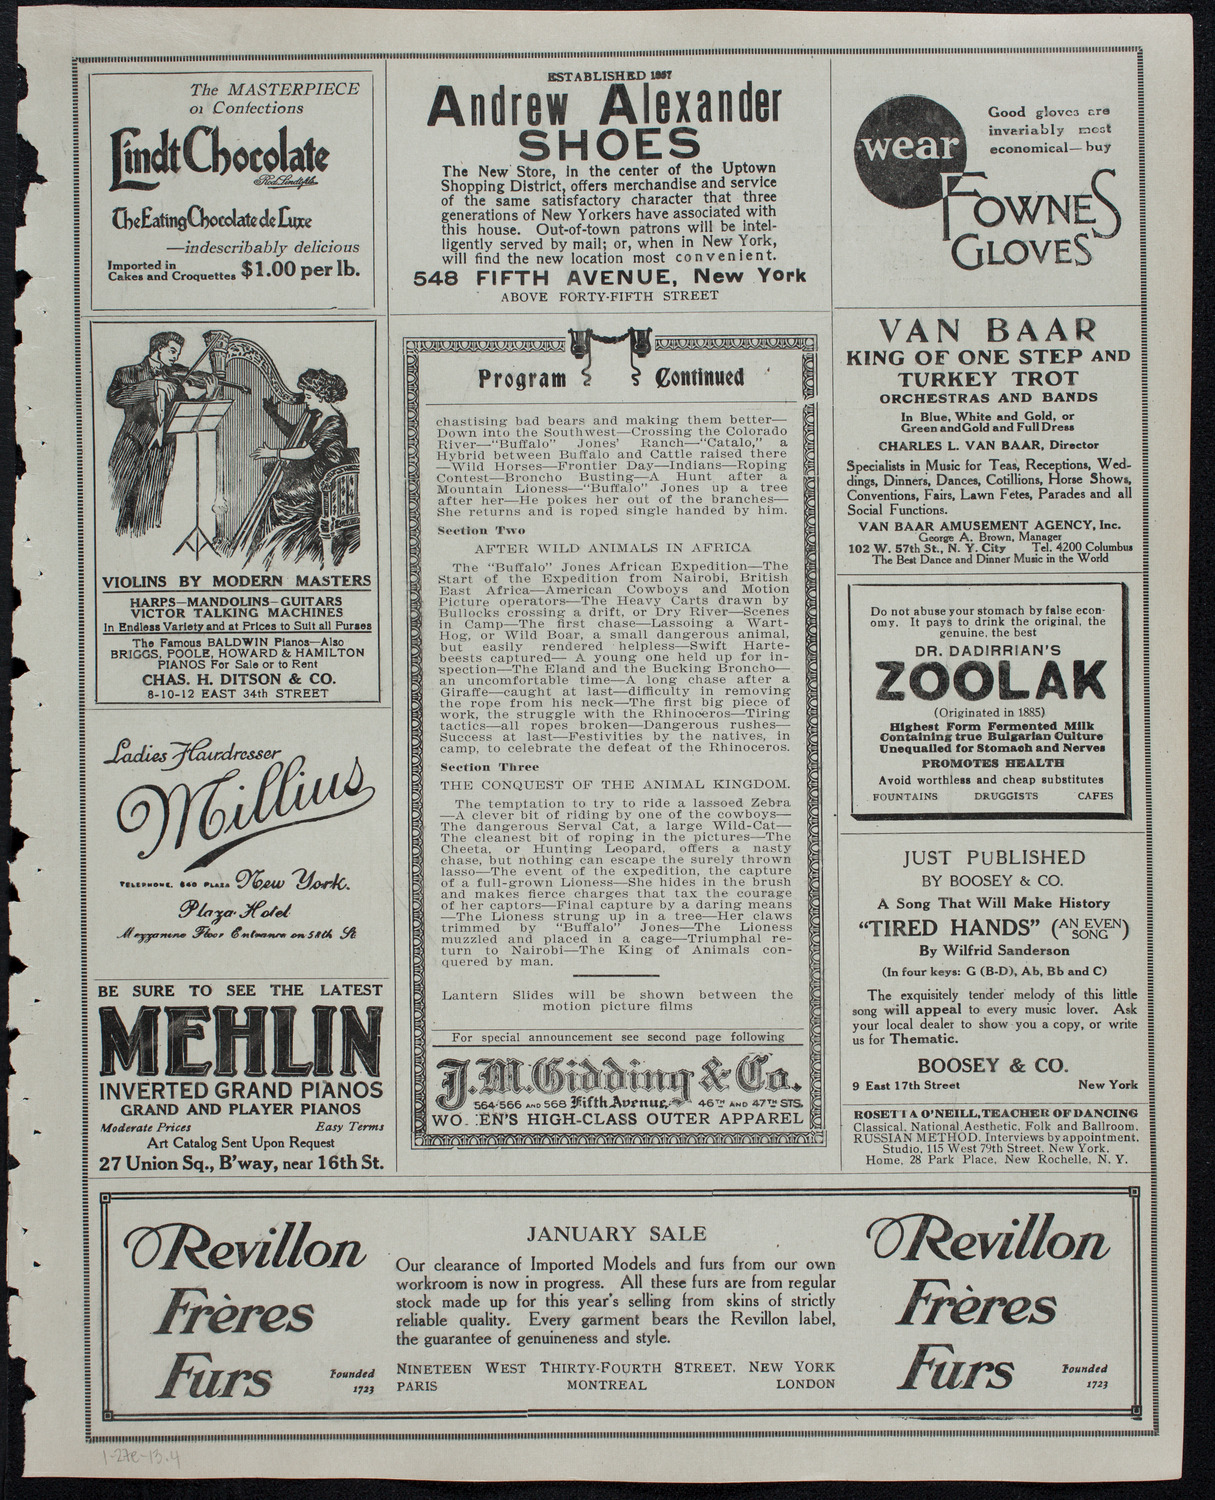 The MASTERPIECE
of Confections
Lindt Chocolate
Rod. Lindt fils
The Eating Chocolate de Luxe
—indescribably delicious
Imported in
Cakes and Croquettes $1.00 per lb.
ESTABLISHED 1857
Andrew Alexander
SHOES
The New Store, in the center of the Uptown
Shopping District, offers merchandise and service
of the same satisfactory character that three
generations of New Yorkers have associated with
this house. Out-of-town patrons will be intel-
ligently served by mail; or, when in New York,
will find the new location most convenient.
548 FIFTH AVENUE, New York
ABOVE FORTY-FIFTH STREET
Good gloves are
invariably most
economical—buy
wear
FOWNES
GLOVES
VIOLINS BY MODERN MASTERS
HARPS—MANDOLINS—GUITARS
VICTOR TALKING MACHINES
In Endless Variety and at Prices to Suit all Purses
The Famous BALDWIN Pianos—Also
BRIGGS, POOLE, HOWARD & HAMILTON
PIANOS For Sale or to Rent
CHAS. H. DITSON & CO.
8-10-12 EAST 34th STREET
Ladies Hairdresser
Millius
TELEPHONE, 640 PLAZA New York.
Plaza Hotel
Mezzanine Floor Entrance on 58th St
BE SURE TO SEE THE LATEST
MEHLIN
INVERTED GRAND PIANOS
GRAND AND PLAYER PIANOS
Moderate Prices Easy Terms
Art Catalog Sent Upon Request
27 Union Sq., B'way, near 16th St.
Program Continued
chastising bad bears and making them better—
Down into the Southwest—Crossing the Colorado
River—"Buffalo" Jones' Ranch—"Catalo," a
Hybrid between Buffalo and Cattle raised there
—Wild Horses—Frontier Day—Indians—Roping
Contest—Broncho Busting—A Hunt after a
Mountain Lioness—"Buffalo" Jones up a tree
after her—He pokes her out of the branches—
She returns and is roped single handed by him.
Section Two
AFTER WILD ANIMALS IN AFRICA
The "Buffalo" Jones African Expedition—The
Start of the Expedition from Nairobi, British
East Africa—American Cowboys and Motion
Picture operators—The Heavy Carts drawn by
Bullocks crossing a drift, or Dry River—Scenes
in Camp—The first chase—Lassoing a Wart-
Hog, or Wild Boar, a small dangerous animal,
but easily rendered helpless—Swift Harte-
beests captured— A young one held up for in-
spection—The Eland and the Bucking Broncho—
an uncomfortable time—A long chase after a
Giraffe—caught at last—difficulty in removing
the rope from his neck—The first big piece of
work, the struggle with the Rhinoceros—Tiring
tactics—all ropes broken—Dangerous rushes—
Success at last—Festivities by the natives, in
camp, to celebrate the defeat of the Rhinoceros.
Section Three
THE CONQUEST OF THE ANIMAL KINGDOM.
The temptation to try to ride a lassoed Zebra
—A clever bit of riding by one of the cowboys—
The dangerous Serval Cat, a large Wild-Cat—
The cleanest bit of roping in the pictures—The
Cheeta, or Hunting Leopard, offers a nasty
chase, but nothing can escape the surely thrown
lasso—The event of the expedition, the capture
of a full-grown Lioness—She hides in the brush
and makes fierce charges that tax the courage
of her captors—Final capture by a daring means
—The Lioness strung up in a tree—Her claws
trimmed by "Buffalo" Jones—The Lioness
muzzled and placed in a cage—Triumphal re-
turn to Nairobi—The King of Animals con-
quered by man.
Lantern Slides will be shown between the
motion picture films
For special announcement see second page following
J. M. Gidding & Co.
564-566 AND 568 Fifth Avenue, 46TH AND 47TH STS.
WO EN'S HIGH-CLASS OUTER APPAREL
VAN BAAR
KING OF ONE STEP AND
TURKEY TROT
ORCHESTRAS AND BANDS
In Blue, White and Gold, or
Green and Gold and Full Dress
CHARLES L. VAN BAAR, Director
Specialists in Music for Teas, Receptions, Wed-
dings, Dinners, Dances, Cotillions, Horse Shows,
Conventions, Fairs, Lawn Fetes, Parades and all
Social Functions.
VAN BAAR AMUSEMENT AGENCY, Inc.
George A. Brown, Manager
102 W. 57th St., N. Y. City Tel. 4200 Columbus
The Best Dance and Dinner Music in the World
Do not abuse your stomach by false econ-
omy. It pays to drink the original, the
genuine, the best
DR. DADIRRIAN'S
ZOOLAK
(Originated in 1885)
Highest Form Fermented Milk
Containing true Bulgarian Culture
Unequalled for Stomach and Nerves
PROMOTES HEALTH
Avoid worthless and cheap substitutes
FOUNTAINS DRUGGISTS CAFES
JUST PUBLISHED
BY BOOSEY & CO.
A Song That Will Make History
"TIRED HANDS" (AN EVEN SONG)
By Wilfrid Sanderson
(In four keys: G (B-D), Ab, Bb and C)
The exquisitely tender melody of this little
song will appeal to every music lover. Ask
your local dealer to show you a copy, or write
us for Thematic.
BOOSEY & CO.
9 East 17th Street New York
ROSETTA O'NEILL, TEACHER OF DANCING
Classical, National, Aesthetic, Folk and Ballroom.
RUSSIAN METHOD. Interviews by appointment.
Studio, 115 West 79th Street. New York.
Home, 28 Park Place, New Rochelle, N. Y.
Revillon
Frères
Furs
Founded
1723
JANUARY SALE
Our clearance of Imported Models and furs from our own
workroom is now in progress. All these furs are from regular
stock made up for this year's selling from skins of strictly
reliable quality. Every garment bears the Revillon label,
the guarantee of genuineness and style.
NINETEEN WEST THIRTY-FOURTH STREET, NEW YORK
PARIS MONTREAL LONDON
Revillon
Frères
Furs
Founded
1723
1-27e-13.4